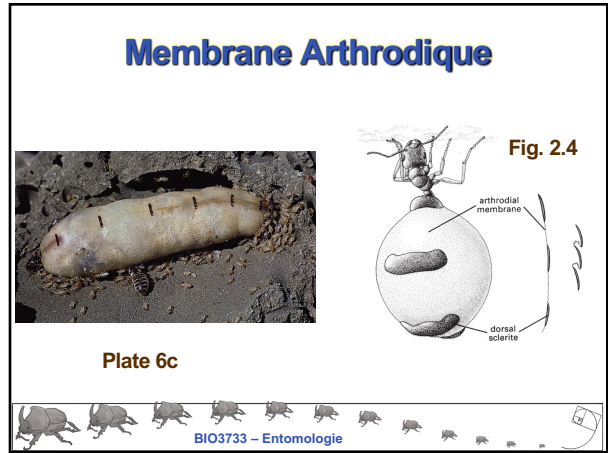 Membrane Arthrodique
Fig. 2.4
arthrodial
membrane
dorsal
sclerite
Plate 6c
BIO3733 – Entomologie